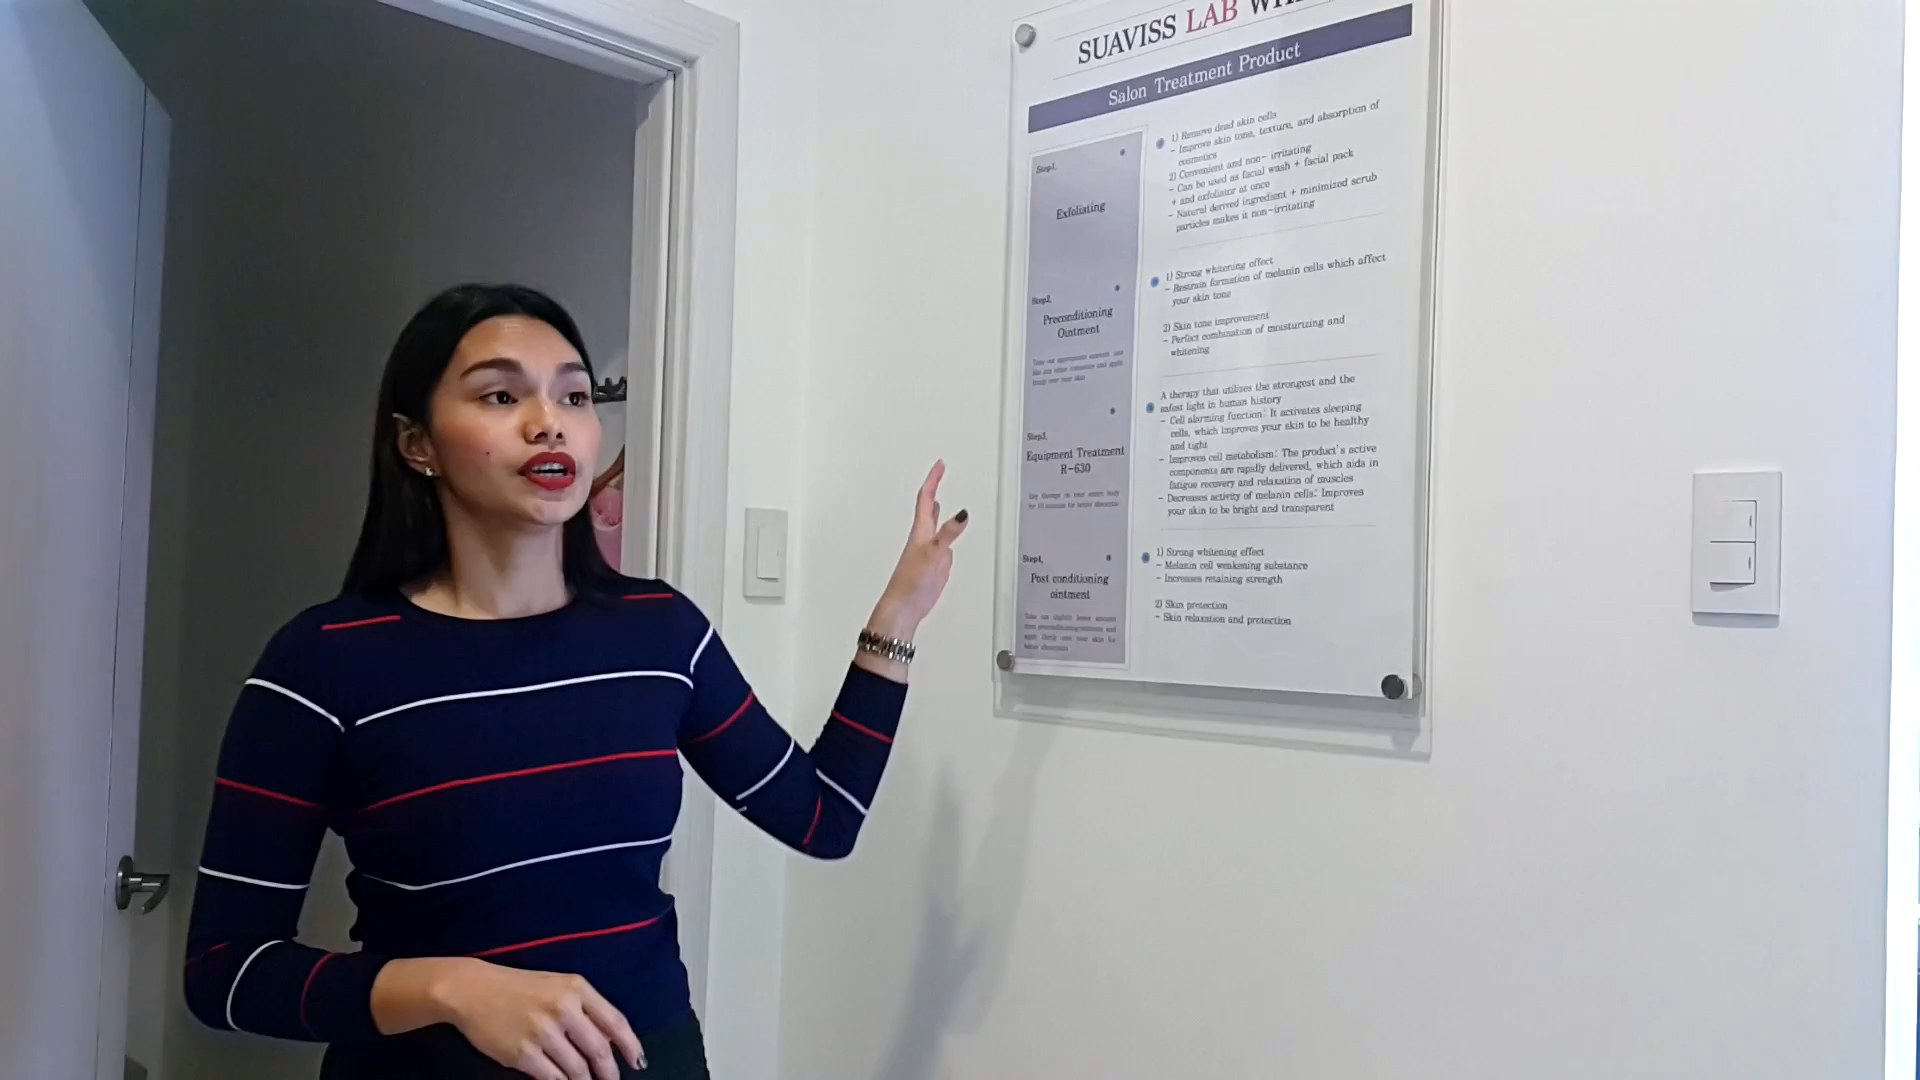 SUAVISS LAB
Salon Treatment Product
Step1.
Exfoliating
1) Remove dead skin cells
- Improve skin tone, texture, and absorption of
cosmetics
2) Convenient and non- irritating
- Can be used as facial wash + facial pack
+ and exfoliator at once
- Natural derived ingredient + minimized scrub
particles makes it non-irritating
Step2.
Preconditioning
Ointment
1) Strong whitening effect
- Restrain formation of melanin cells which affect
your skin tone
2) Skin tone improvement
- Perfect combination of moisturizing and
whitening
Step3.
Equipment Treatment
R-630
A therapy that utilizes the strongest and the
safest light in human history
- Cell alarming function: It activates sleeping
cells, which improves your skin to be healthy
and tight
- Improves cell metabolism: The product's active
components are rapidly delivered, which aids in
fatigue recovery and relaxation of muscles
- Decreases activity of melanin cells: Improves
your skin to be bright and transparent
Step4.
Post conditioning
ointment
1) Strong whitening effect
- Melanin cell weakening substance
- Increases retaining strength
2) Skin protection
- Skin relaxation and protection